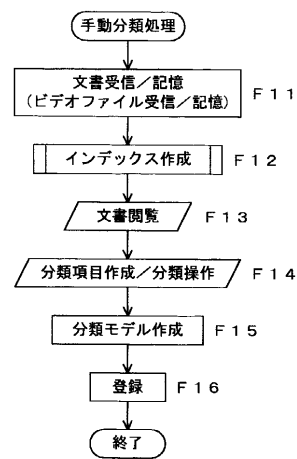 手動分類処理
文書受信／記憶
(ビデオファイル受信／記憶)
F11
インデックス作成
F12
文書閲覧
F13
分類項目作成／分類操作
F14
分類モデル作成
F15
登録
F16
終了